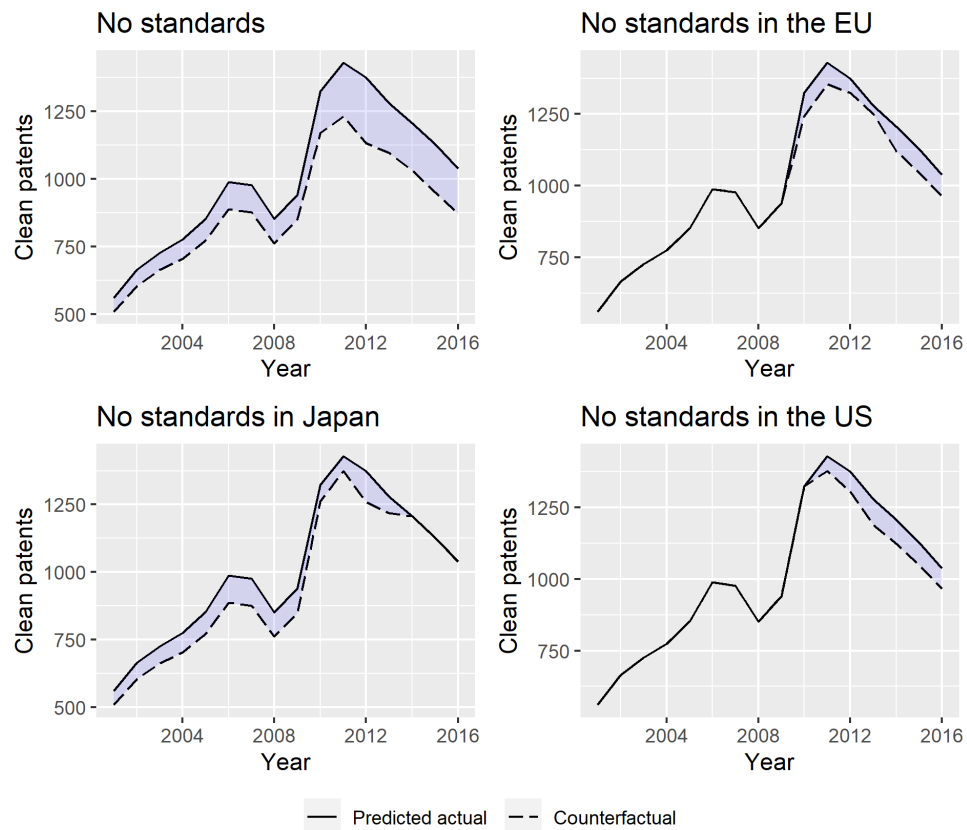 No standards
Clean patents
1250
1000
750
500
2004 2008 2012 2016
Year
No standards in the EU
Clean patents
1250
1000
750
2004 2008 2012 2016
Year
No standards in Japan
Clean patents
1250
1000
750
500
2004 2008 2012 2016
Year
No standards in the US
Clean patents
1250
1000
750
2004 2008 2012 2016
Year
Predicted actual Counterfactual